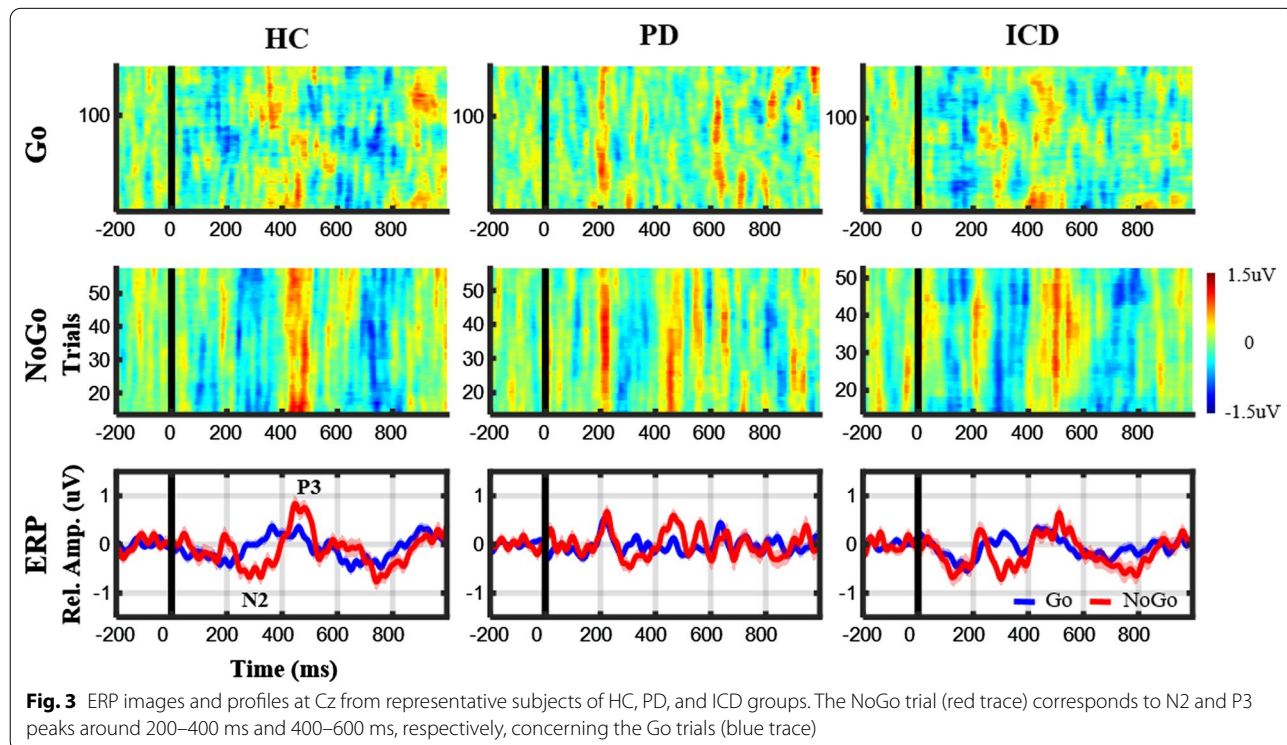 HC PD ICD
Go
100 100 100
-200 0 200 400 600 800 -200 0 200 400 600 800 -200 0 200 400 600 800
NoGo
Trials
50 50 50
40 40 40
30 30 30
20 20 20
1.5uV
0
-1.5uV
-200 0 200 400 600 800 -200 0 200 400 600 800 -200 0 200 400 600 800
ERP
Rel. Amp. (uV)
1
0
-1
P3
N2
1
0
-1
1
0
-1
Go NoGo
-200 0 200 400 600 800 -200 0 200 400 600 800 -200 0 200 400 600 800
Time (ms)
Fig. 3 ERP images and profiles at Cz from representative subjects of HC, PD, and ICD groups. The NoGo trial (red trace) corresponds to N2 and P3
peaks around 200–400 ms and 400–600 ms, respectively, concerning the Go trials (blue trace)